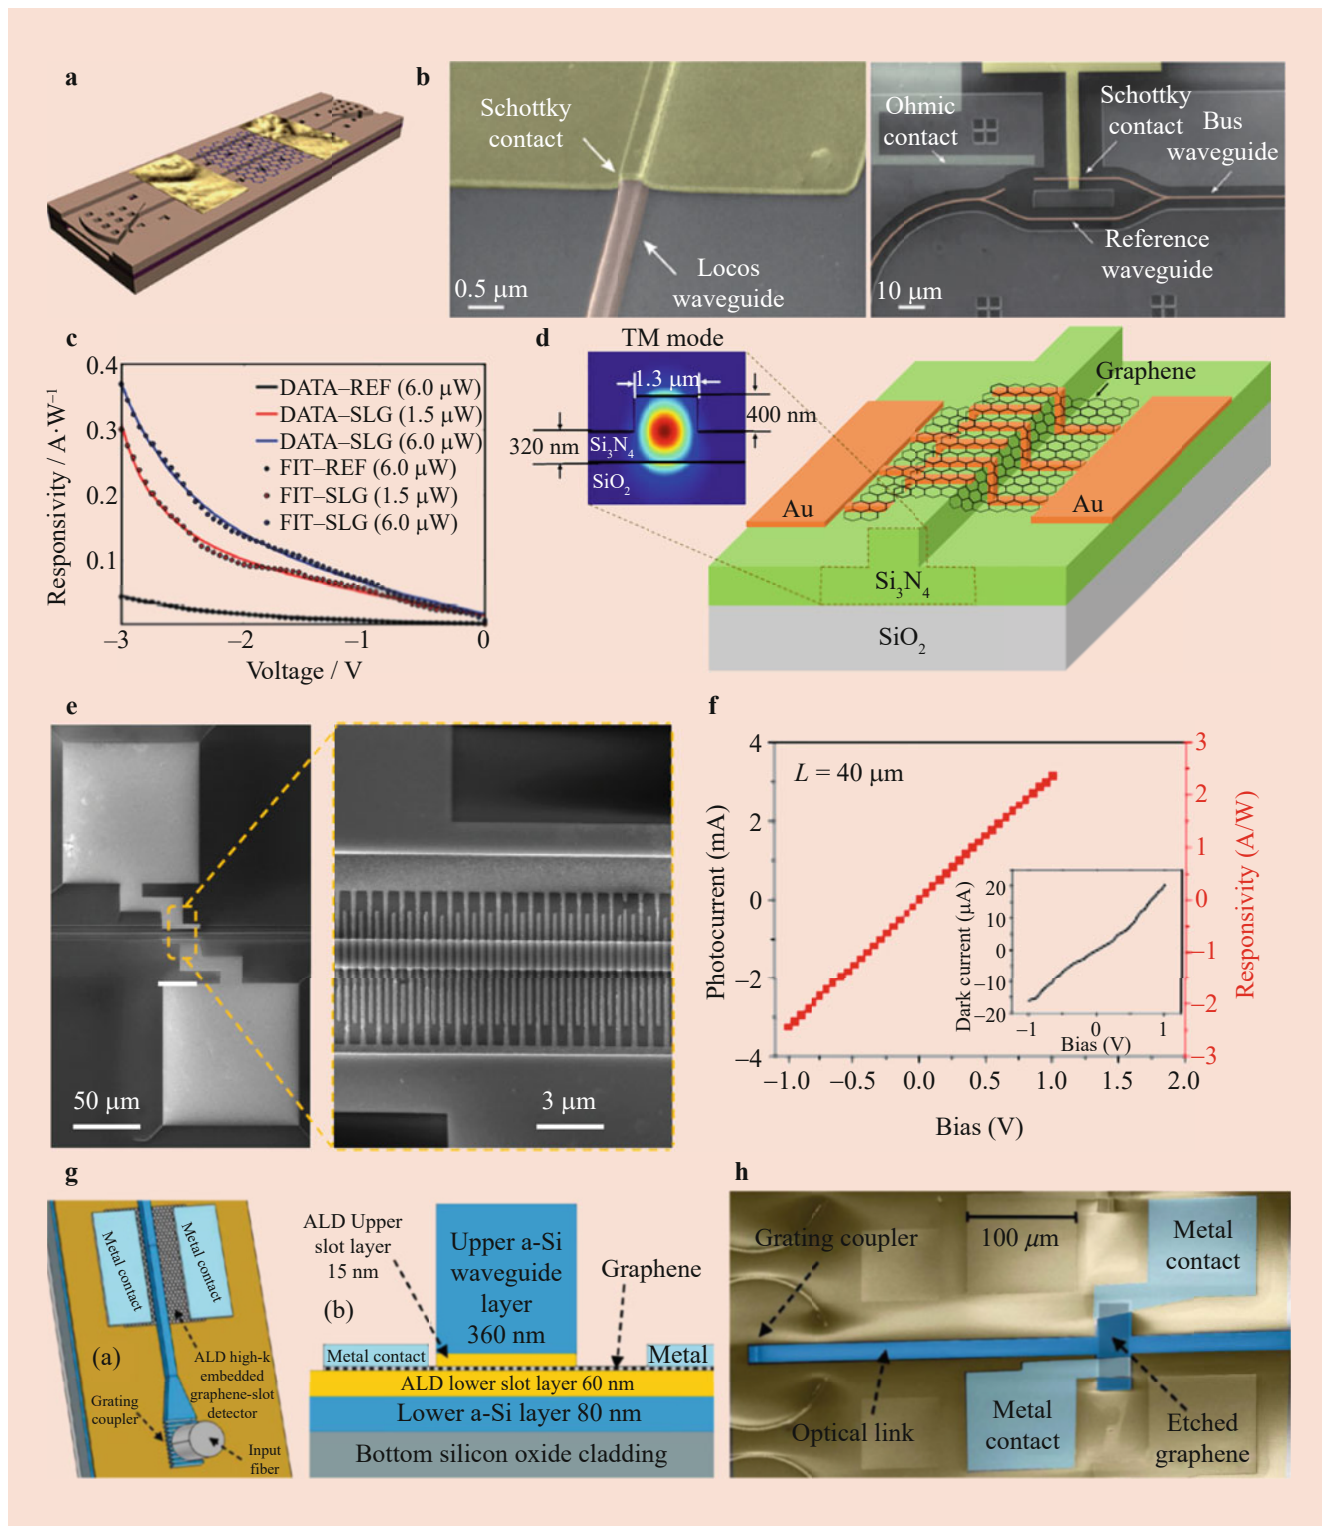 a
b
Schottky
contact
Locos
waveguide
0.5 μm
Ohmic
contact
Schottky
contact
Bus
waveguide
Reference
waveguide
10 μm
c
0.4
0.3
0.2
0.1
Responsivity / A·W⁻¹
DATA–REF (6.0 μW)
DATA–SLG (1.5 μW)
DATA–SLG (6.0 μW)
FIT–REF (6.0 μW)
FIT–SLG (1.5 μW)
FIT–SLG (6.0 μW)
–3
–2
–1
0
Voltage / V
d
TM mode
1.3 μm
400 nm
320 nm
Si₃N₄
SiO₂
Graphene
Au
Au
Si₃N₄
SiO₂
e
50 μm
3 μm
f
L = 40 μm
4
2
0
–2
–4
Photocurrent (mA)
3
2
1
0
–1
–2
–3
Responsivity (A/W)
20
10
0
–10
–20
Dark current (μA)
–1
0
1
Bias (V)
–1.0
–0.5
0.0
0.5
1.0
1.5
2.0
Bias (V)
g
Metal contact
Metal contact
(a)
ALD high-k
embedded
graphene-slot
detector
Grating
coupler
Input
fiber
ALD Upper
slot layer
15 nm
(b)
Upper a-Si
waveguide
layer
360 nm
Graphene
Metal contact
Metal
ALD lower slot layer 60 nm
Lower a-Si layer 80 nm
Bottom silicon oxide cladding
h
Grating coupler
100 μm
Metal
contact
Optical link
Metal
contact
Etched
graphene